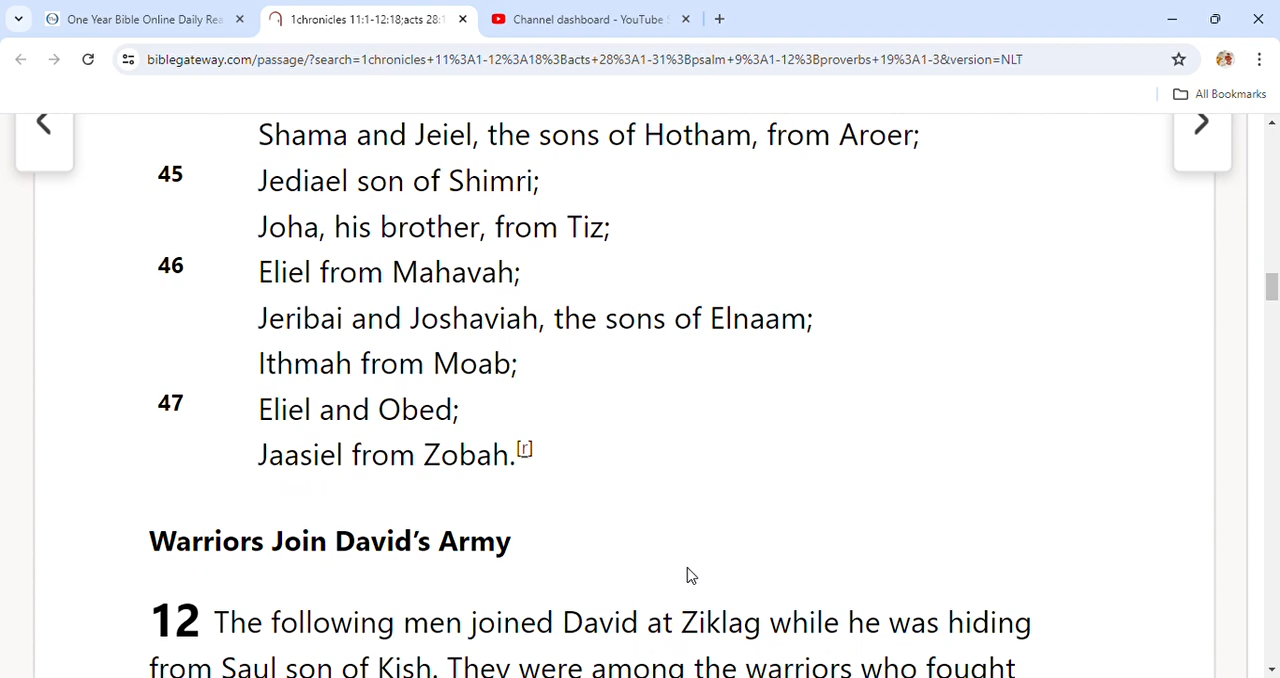 One Year Bible Online Daily Rea
1chronicles 11:1-12:18;acts 28:1
Channel dashboard - YouTube S
biblegateway.com/passage/?search=1chronicles+11%3A1-12%3A18%3Bacts+28%3A1-31%3Bpsalm+9%3A1-12%3Bproverbs+19%3A1-3&version=NLT
All Bookmarks
Shama and Jeiel, the sons of Hotham, from Aroer;
45 Jediael son of Shimri;
Joha, his brother, from Tiz;
46 Eliel from Mahavah;
Jeribai and Joshaviah, the sons of Elnaam;
Ithmah from Moab;
47 Eliel and Obed;
Jaasiel from Zobah.[r]
Warriors Join David’s Army
12 The following men joined David at Ziklag while he was hiding
from Saul son of Kish. They were among the warriors who fought